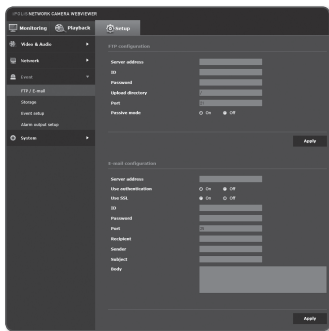 iPOLiS NETWORK CAMERA WEBVIEWER
Monitoring Playback Setup
Video & Audio
Network
Event
FTP / E-mail
Storage
Event setup
Alarm output setup
System
FTP configuration
Server address
ID
Password
Upload directory
Port
Passive mode On Off
Apply
E-mail configuration
Server address
Use authentication On Off
Use SSL On Off
ID
Password
Port
Recipient
Sender
Subject
Body
Apply